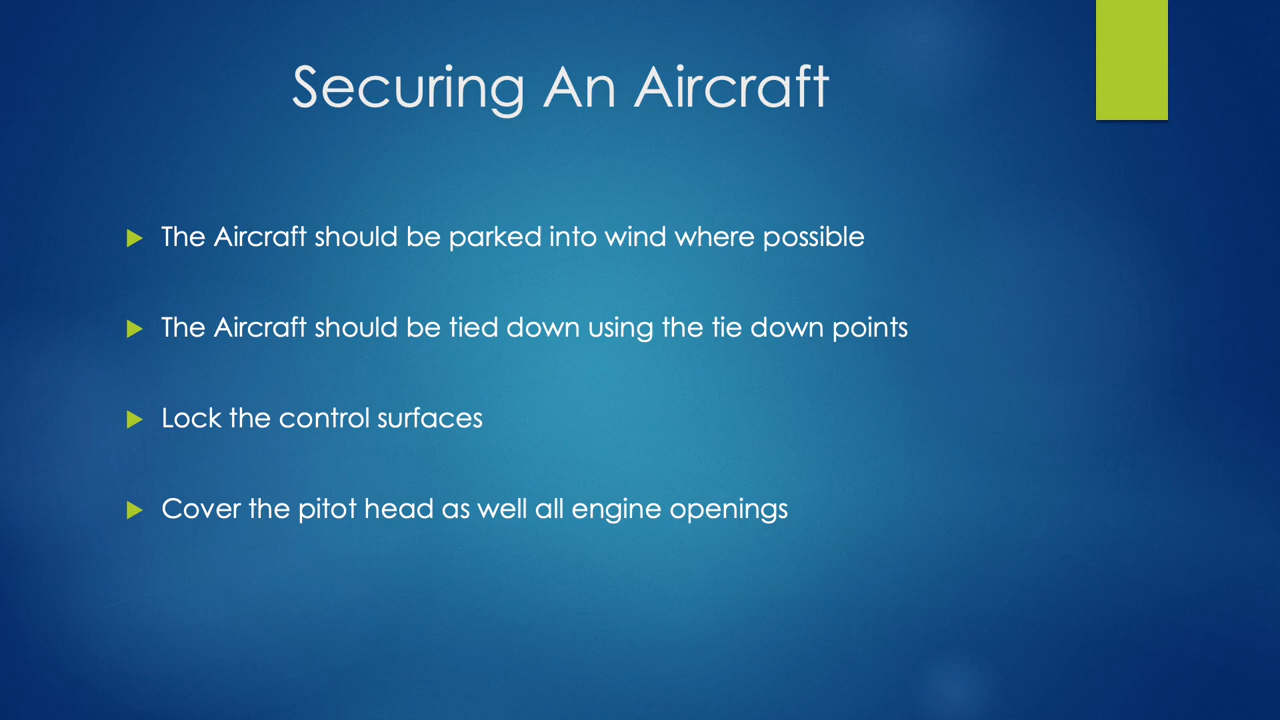 Securing An Aircraft
The Aircraft should be parked into wind where possible
The Aircraft should be tied down using the tie down points
Lock the control surfaces
Cover the pitot head as well all engine openings